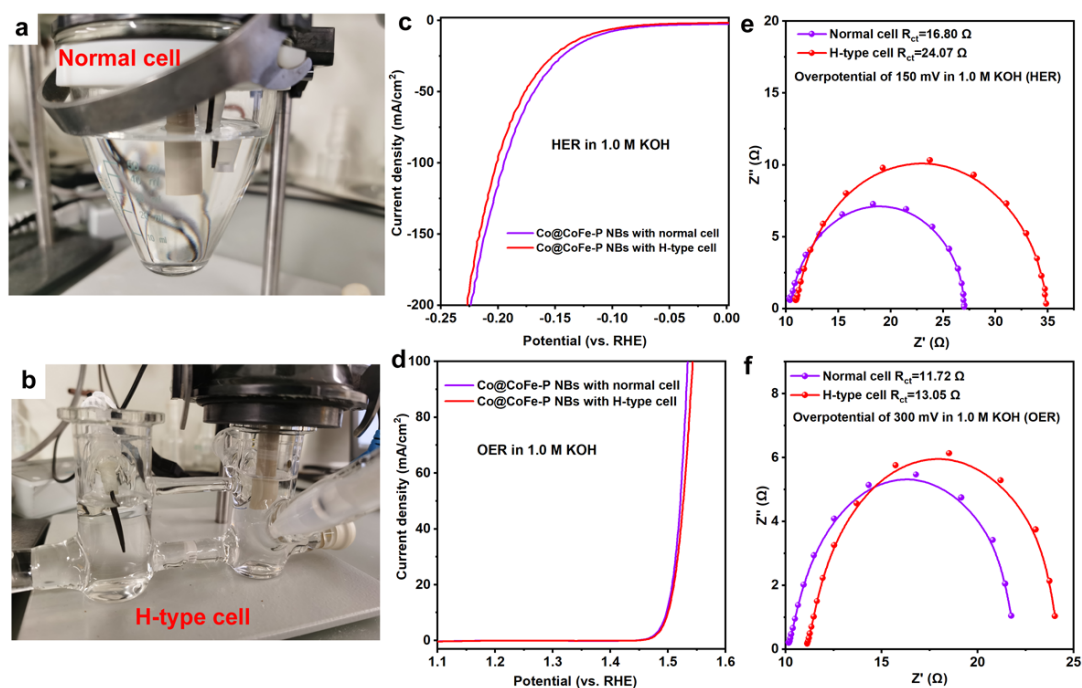 a
Normal cell
b
H-type cell
c
0
-50
-100
-150
-200
-0.25
-0.20
-0.15
-0.10
-0.05
0.00
Current density (mA/cm²)
Potential (vs. RHE)
HER in 1.0 M KOH
Co@CoFe-P NBs with normal cell
Co@CoFe-P NBs with H-type cell
d
100
80
60
40
20
0
1.1
1.2
1.3
1.4
1.5
1.6
Current density (mA/cm²)
Potential (vs. RHE)
Co@CoFe-P NBs with normal cell
Co@CoFe-P NBs with H-type cell
OER in 1.0 M KOH
e
20
15
10
5
0
10
15
20
25
30
35
Z'' (Ω)
Z' (Ω)
Normal cell Rct=16.80 Ω
H-type cell Rct=24.07 Ω
Overpotential of 150 mV in 1.0 M KOH (HER)
f
8
6
4
2
0
10
15
20
25
Z'' (Ω)
Z' (Ω)
Normal cell Rct=11.72 Ω
H-type cell Rct=13.05 Ω
Overpotential of 300 mV in 1.0 M KOH (OER)